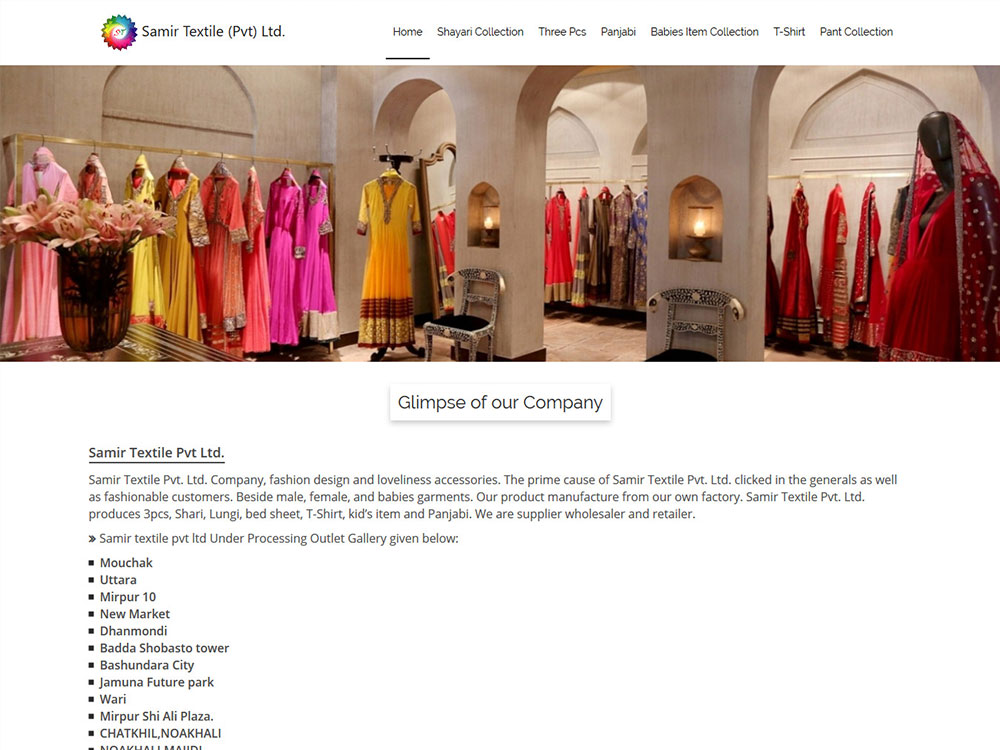 Samir Textile (Pvt) Ltd.
Home Shayari Collection Three Pcs Panjabi Babies Item Collection T-Shirt Pant Collection
Glimpse of our Company
Samir Textile Pvt Ltd.
Samir Textile Pvt. Ltd. Company, fashion design and loveliness accessories. The prime cause of Samir Textile Pvt. Ltd. clicked in the generals as well
as fashionable customers. Beside male, female, and babies garments. Our product manufacture from our own factory. Samir Textile Pvt. Ltd.
produces 3pcs, Shari, Lungi, bed sheet, T-Shirt, kid’s item and Panjabi. We are supplier wholesaler and retailer.
Samir textile pvt ltd Under Processing Outlet Gallery given below:
Mouchak
Uttara
Mirpur 10
New Market
Dhanmondi
Badda Shobasto tower
Bashundara City
Jamuna Future park
Wari
Mirpur Shi Ali Plaza.
CHATKHIL,NOAKHALI
NOAKHALI,MAIJDI